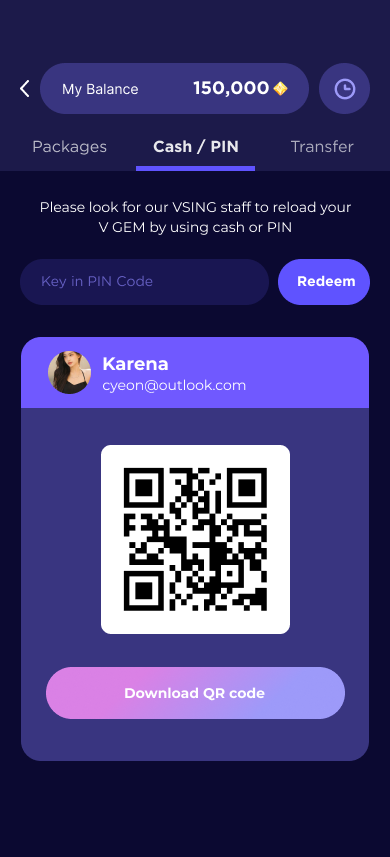 My Balance 150,000
Packages Cash / PIN Transfer
Please look for our VSING staff to reload your
V GEM by using cash or PIN
Key in PIN Code Redeem
Karena
cyeon@outlook.com
Download QR code